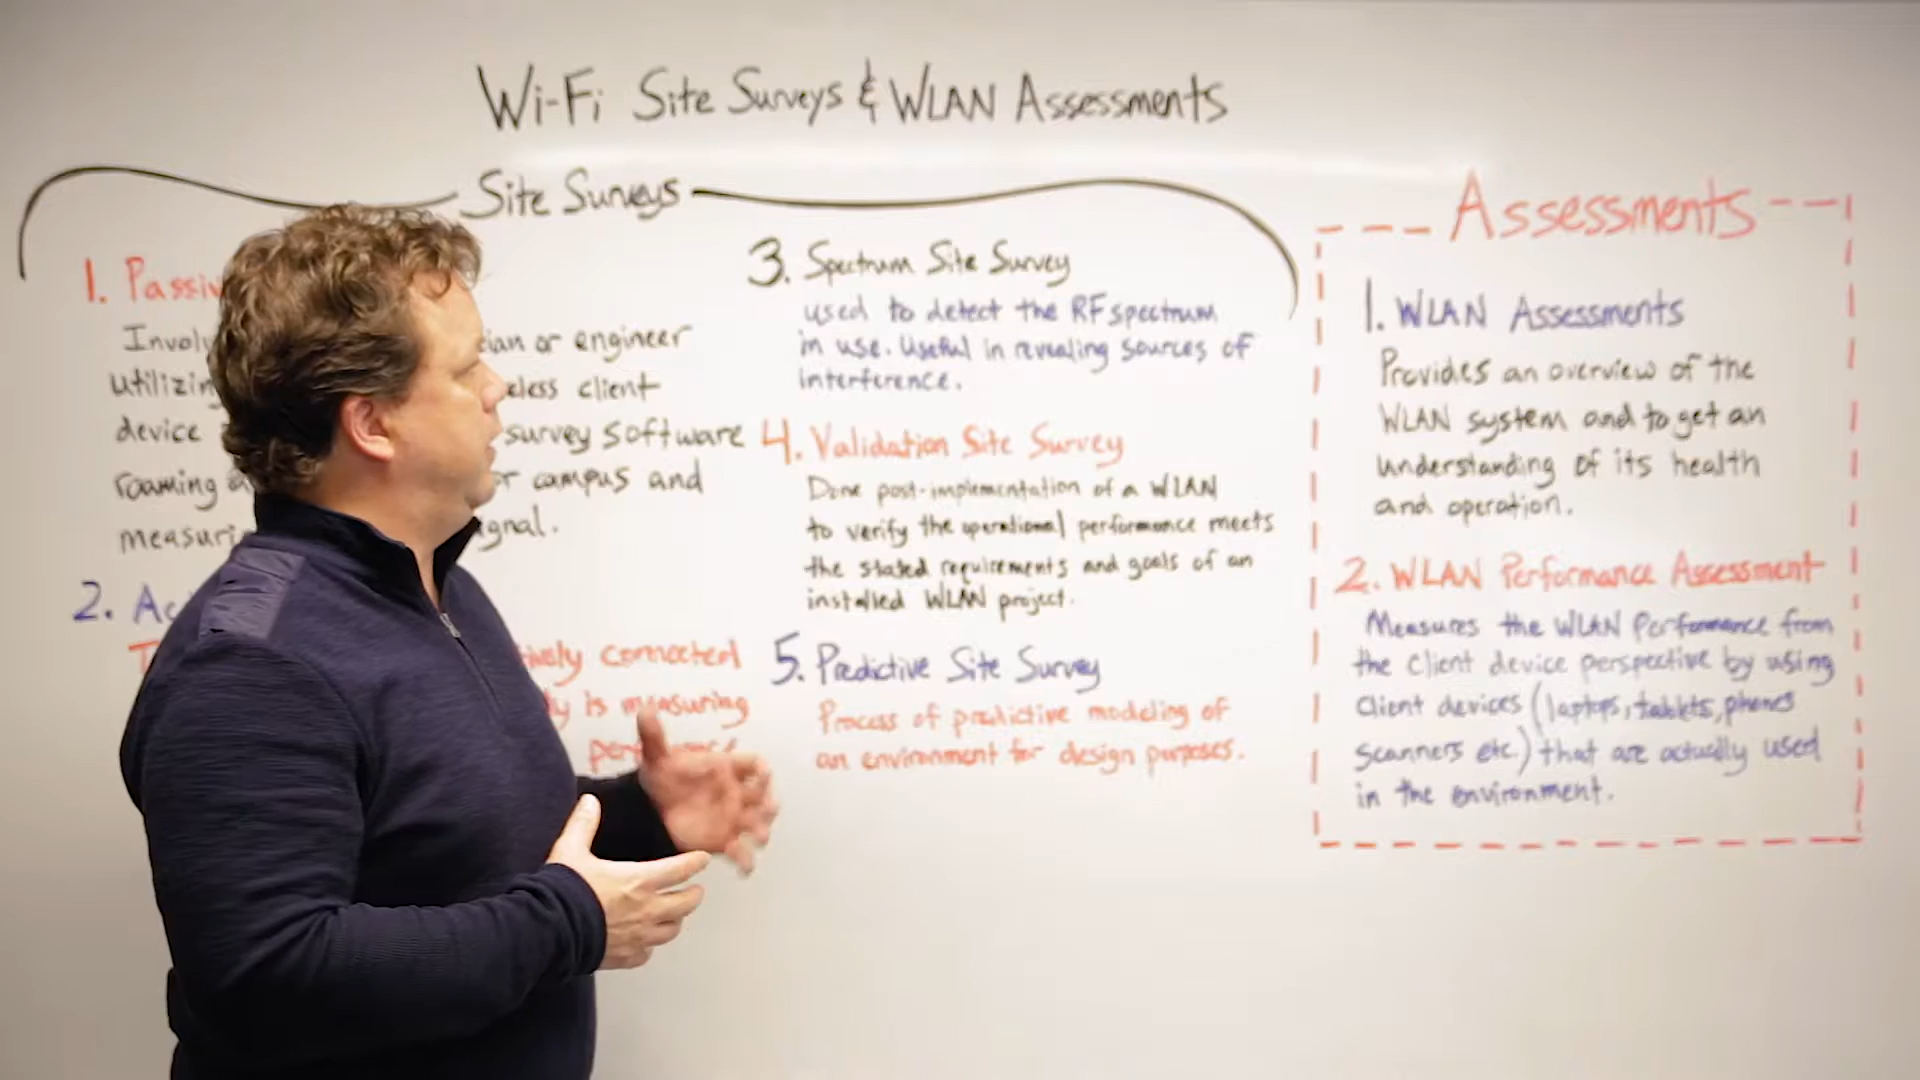 Wi-Fi Site Surveys & WLAN Assessments
Site Surveys
1. Passiv
Involv ian or engineer
utilizin eless client
device survey software
roaming or campus and
measuri ignal.
2. Ac
T ively connected
y is measuring
performance
3. Spectrum Site Survey
used to detect the RF spectrum
in use. Useful in revealing sources of
interference.
4. Validation Site Survey
Done post-implementation of a WLAN
to verify the operational performance meets
the stated requirements and goals of an
installed WLAN project.
5. Predictive Site Survey
Process of predictive modeling of
an environment for design purposes.
Assessments
1. WLAN Assessments
Provides an overview of the
WLAN system and to get an
understanding of its health
and operation.
2. WLAN Performance Assessment
Measures the WLAN Performance from
the client device perspective by using
client devices (laptops, tablets, phones
scanners etc.) that are actually used
in the environment.